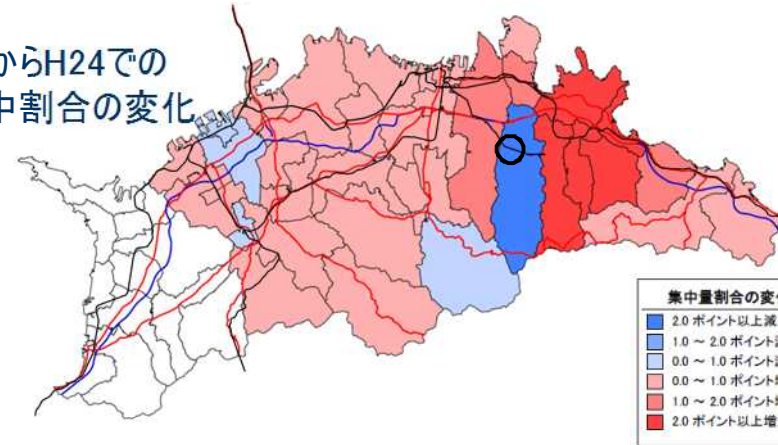 からH24での
中割合の変化
集中量割合の変
2.0 ポイント以上減
1.0 ～ 2.0 ポイント
0.0 ～ 1.0 ポイント
0.0 ～ 1.0 ポイント
1.0 ～ 2.0 ポイント
2.0 ポイント以上増